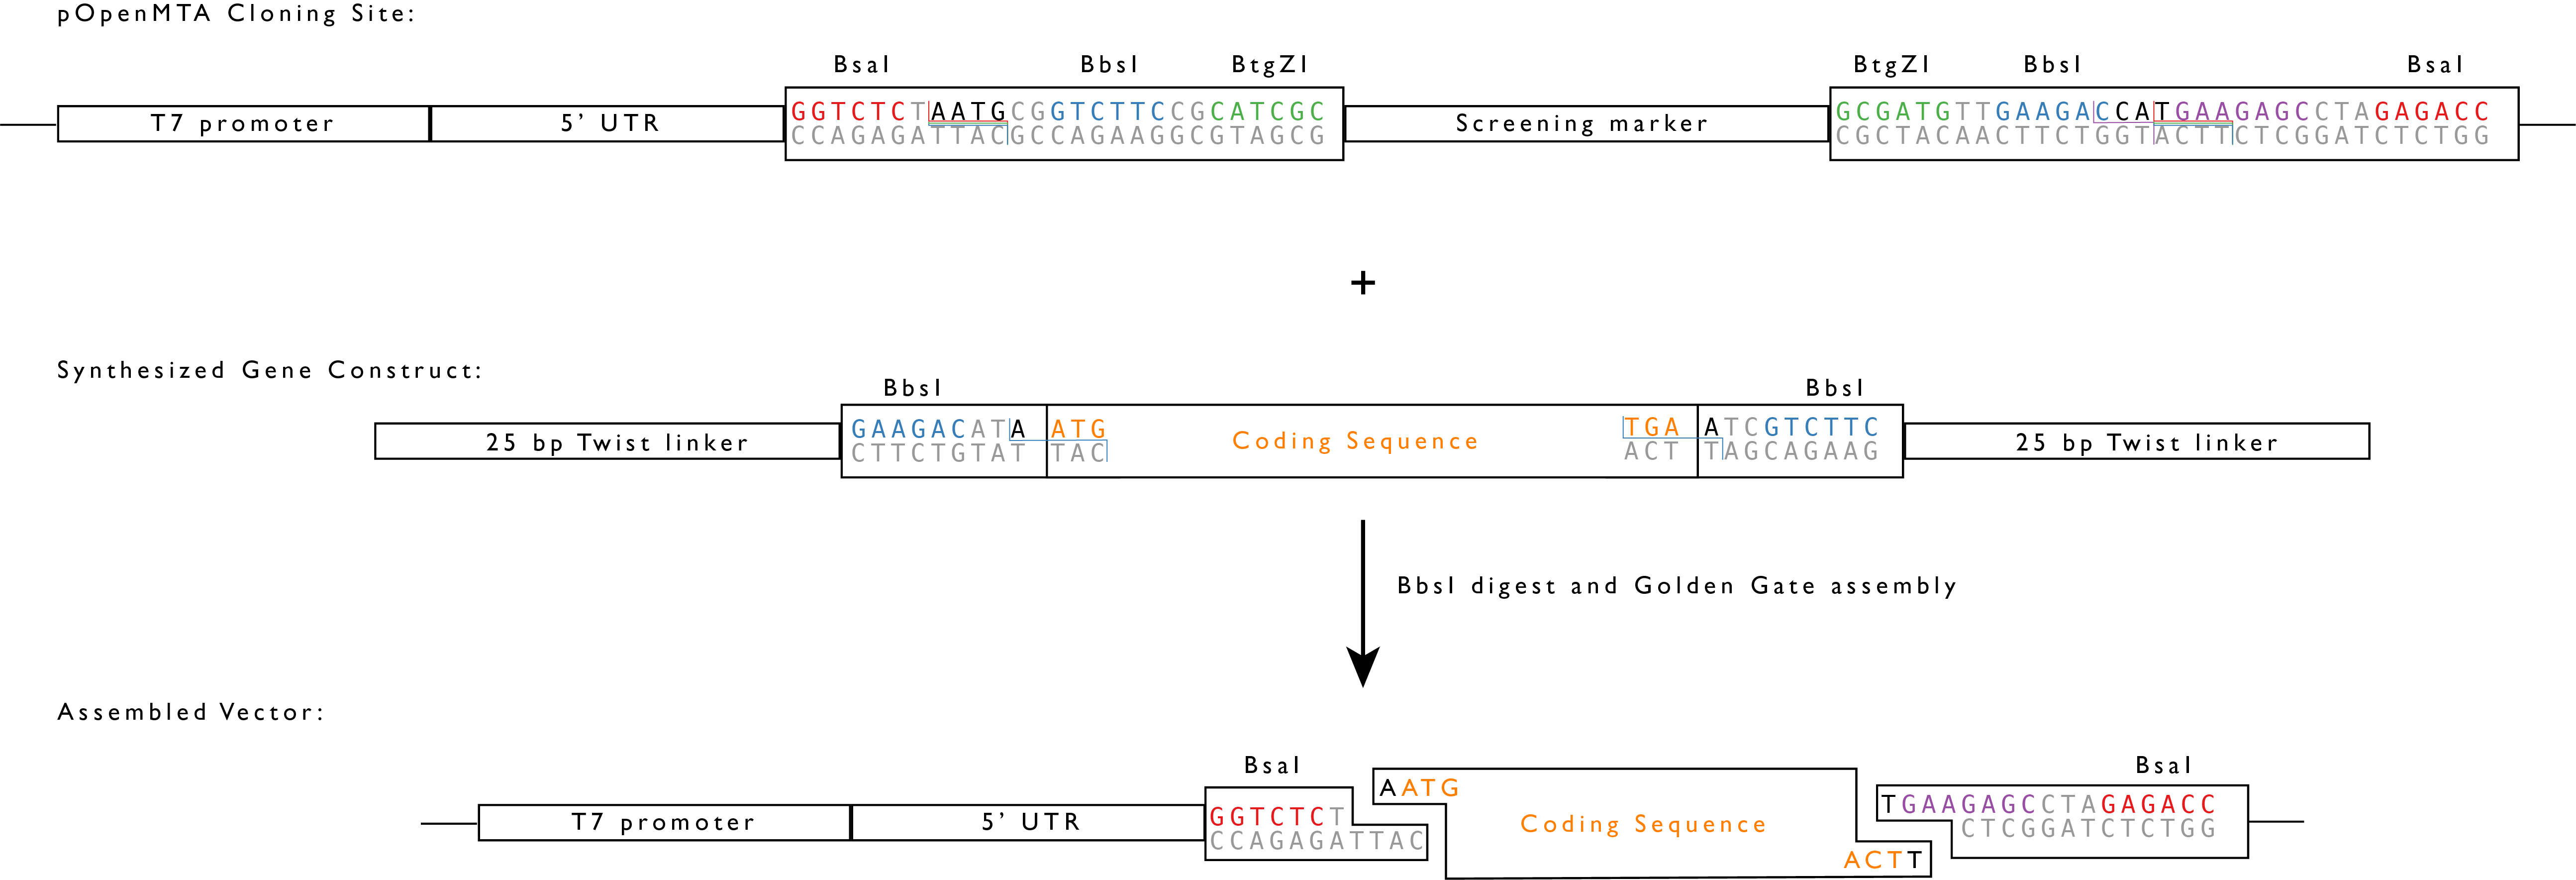 pOpenMTA Cloning Site:
BsaI BbsI BtgZI BtgZI BbsI BsaI
T7 promoter 5' UTR GGTCTCTAATGCGGTCTTCCGCATCGC Screening marker GCGATGTTGAAGACCATGAAGAGCCTAGAGACC
CCAGAGATTACGCCAGAAGGCGTAGCG CGCTACAACTTCTGGTACTTCTCGGATCTCTGG
+
Synthesized Gene Construct:
BbsI BbsI
25 bp Twist linker GAAGACATA ATG Coding Sequence TGA ATCGTCTTC 25 bp Twist linker
CTTCTGTAT TAC ACT TAGCAGAAG
BbsI digest and Golden Gate assembly
Assembled Vector:
BsaI BsaI
AATG
T7 promoter 5' UTR GGTCTCT Coding Sequence TGAAGAGCCTAGAGACC
CCAGAGATTAC CTCGGATCTCTGG
ACTT